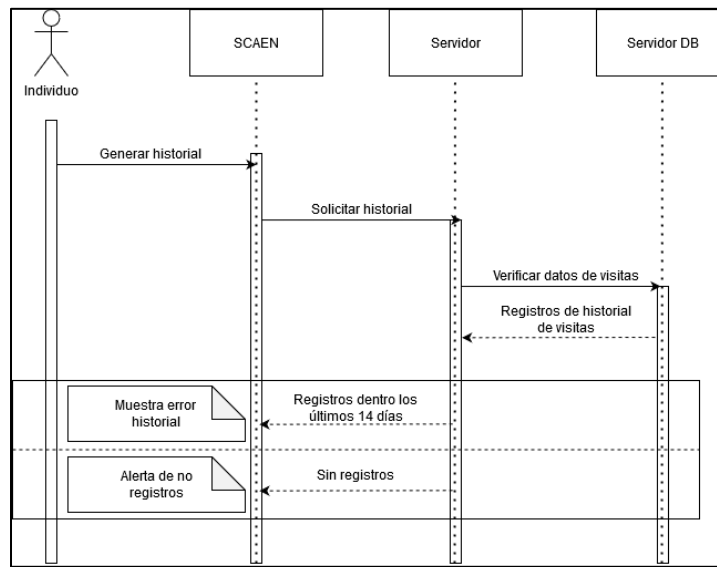 SCAEN
Servidor
Servidor DB
Individuo
Generar historial
Solicitar historial
Verificar datos de visitas
Registros de historial
de visitas
Muestra error
historial
Registros dentro los
últimos 14 días
Alerta de no
registros
Sin registros